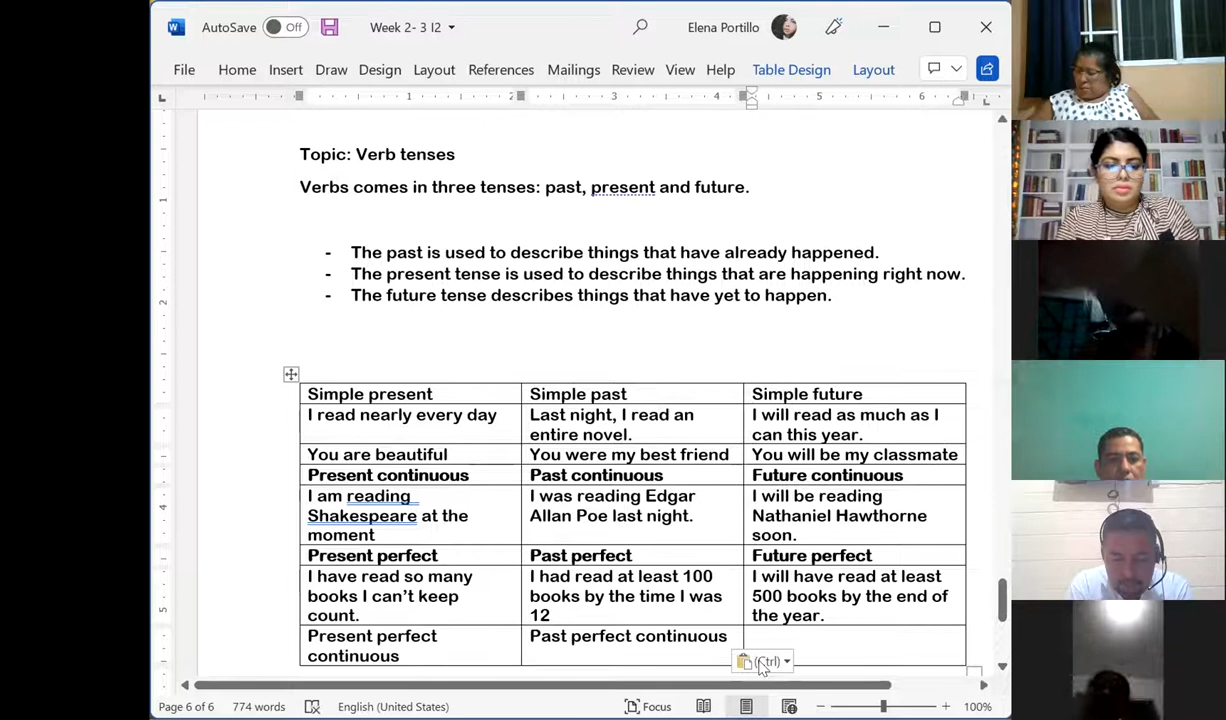 AutoSave Off Week 2- 3 I2 Elena Portillo
File Home Insert Draw Design Layout References Mailings Review View Help Table Design Layout
1 2 3 4 5 6
Topic: Verb tenses
Verbs comes in three tenses: past, present and future.
- The past is used to describe things that have already happened.
- The present tense is used to describe things that are happening right now.
- The future tense describes things that have yet to happen.
Simple present Simple past Simple future
I read nearly every day
Last night, I read an
entire novel.
I will read as much as I
can this year.
You are beautiful You were my best friend You will be my classmate
Present continuous Past continuous Future continuous
I am reading
Shakespeare at the
moment
I was reading Edgar
Allan Poe last night.
I will be reading
Nathaniel Hawthorne
soon.
Present perfect Past perfect Future perfect
I have read so many
books I can't keep
count.
I had read at least 100
books by the time I was
12
I will have read at least
500 books by the end of
the year.
Present perfect
continuous
Past perfect continuous
(Ctrl)
Page 6 of 6 774 words English (United States) Focus 100%